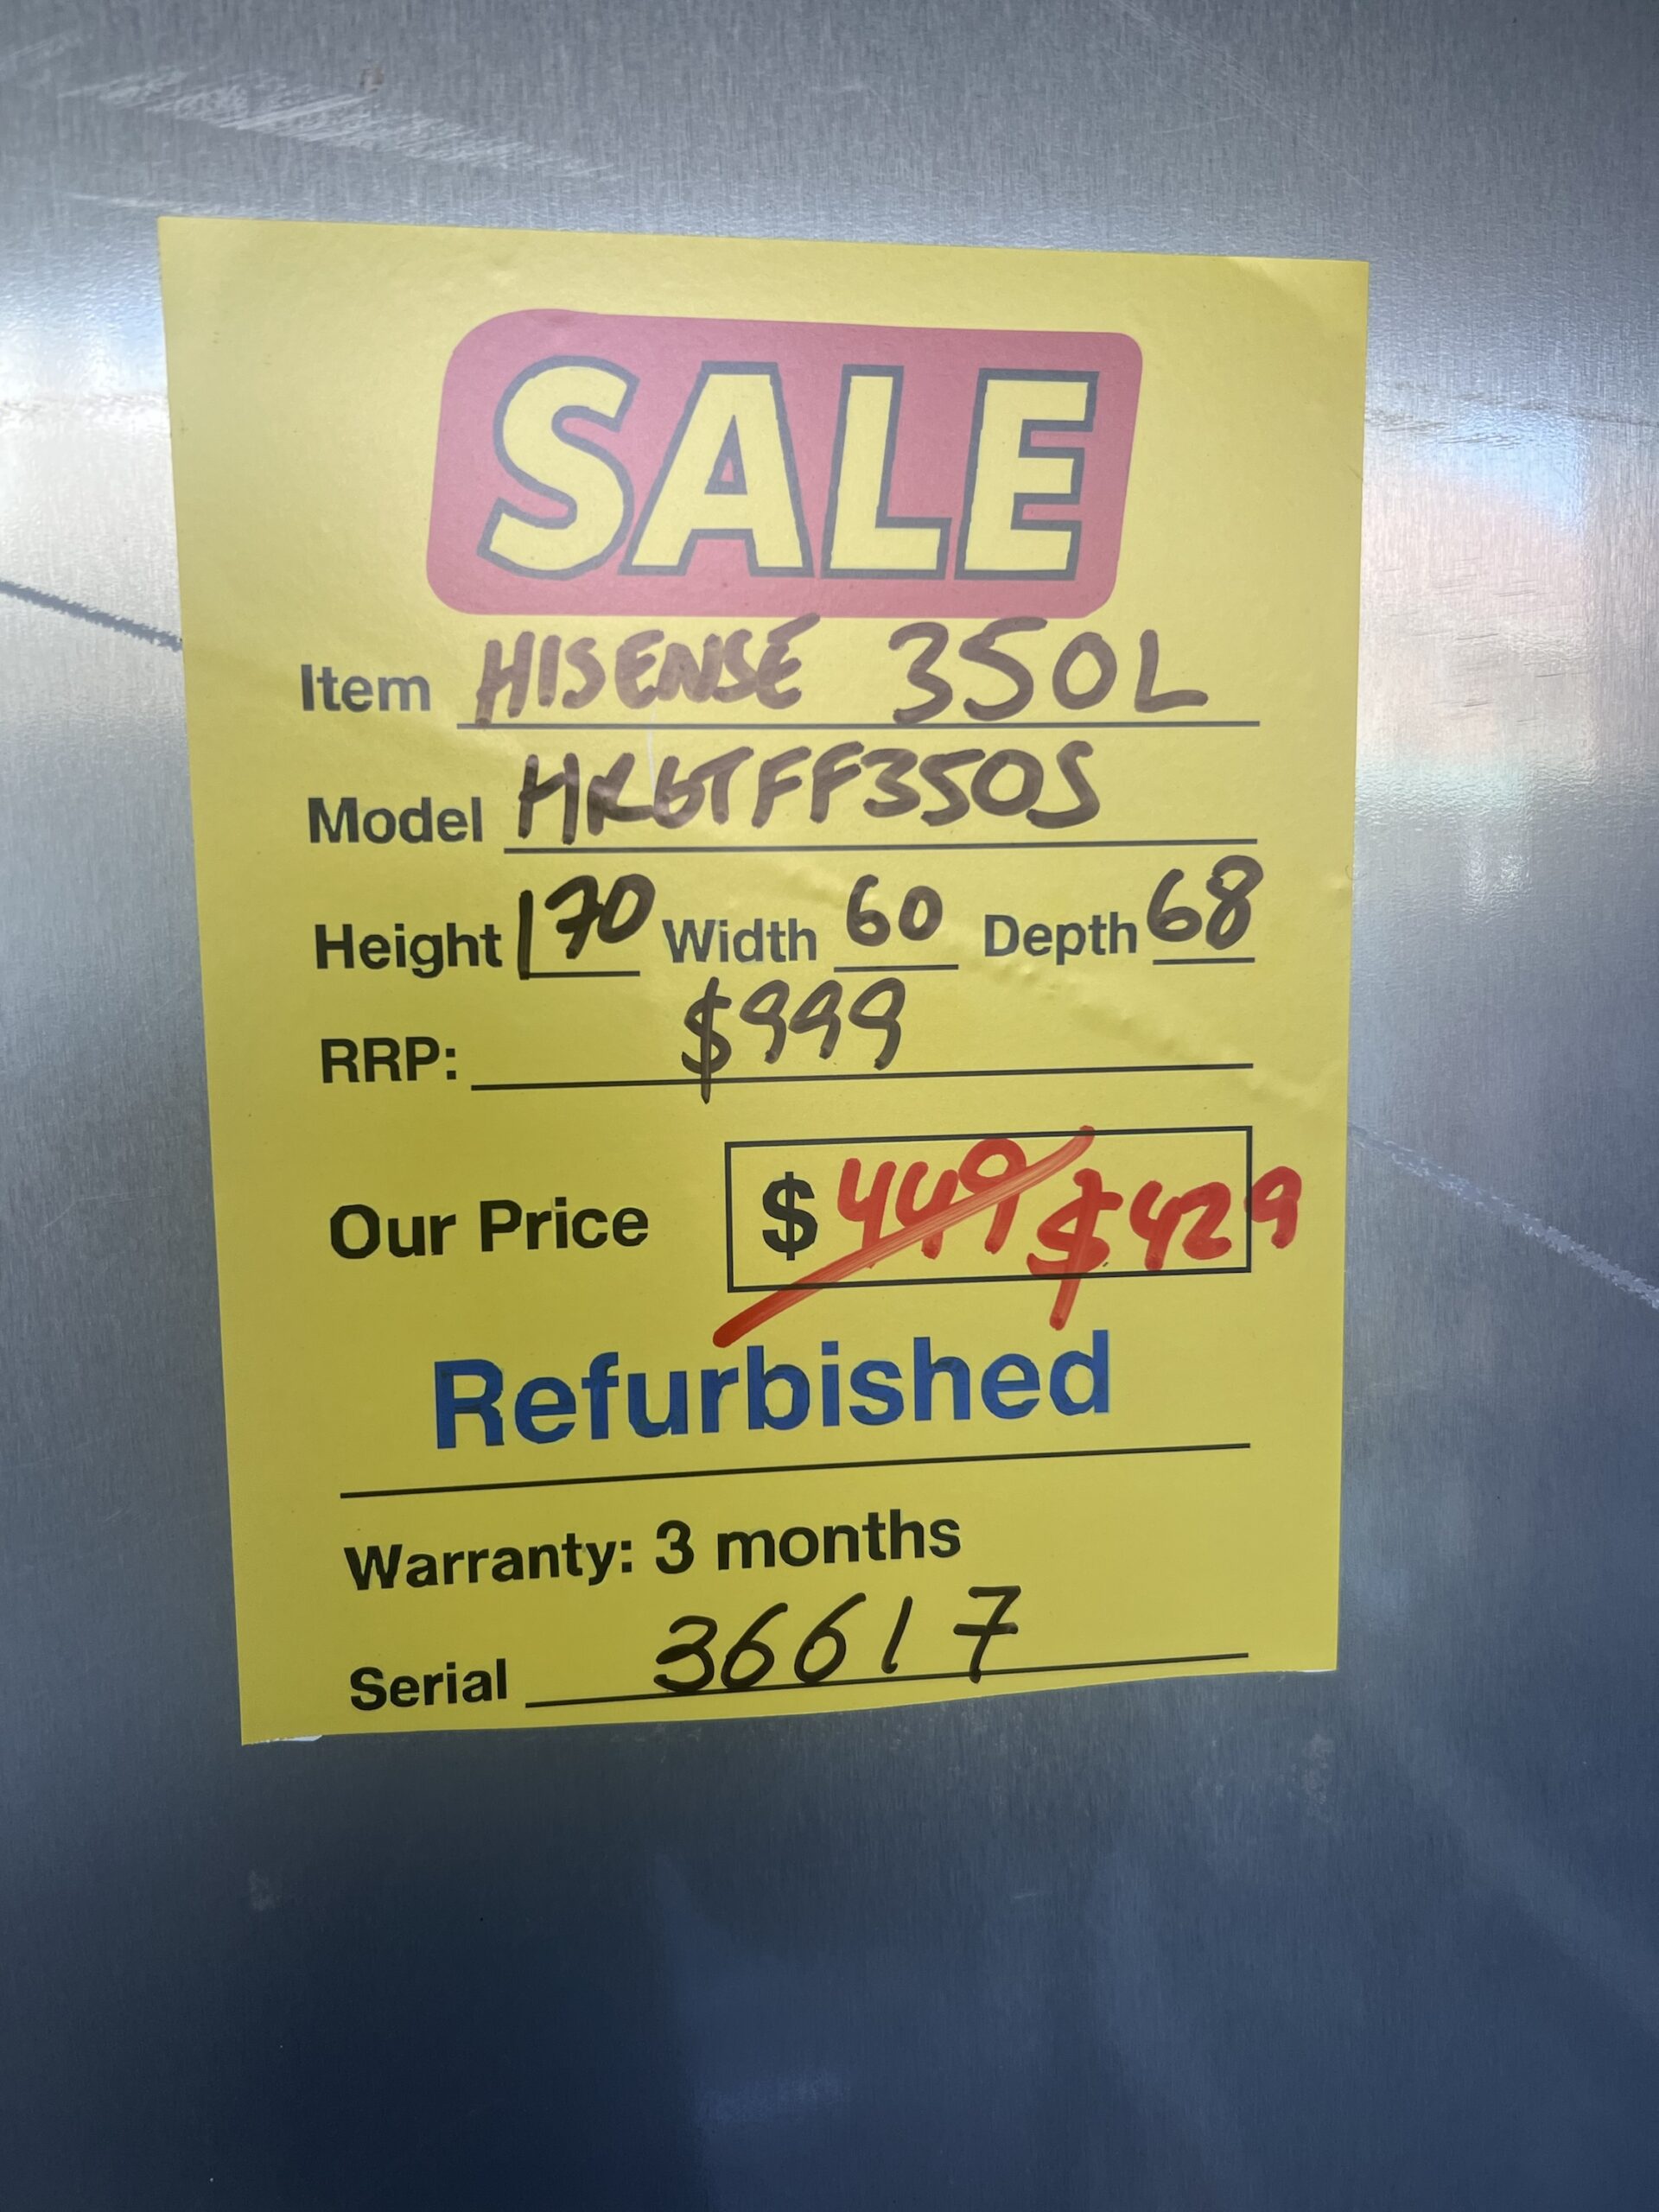 SALE
Item HISENSE 350L
Model HR6TFF350S
Height 170 Width 60 Depth 68
RRP: $999
Our Price $449 $429
Refurbished
Warranty: 3 months
Serial 36617